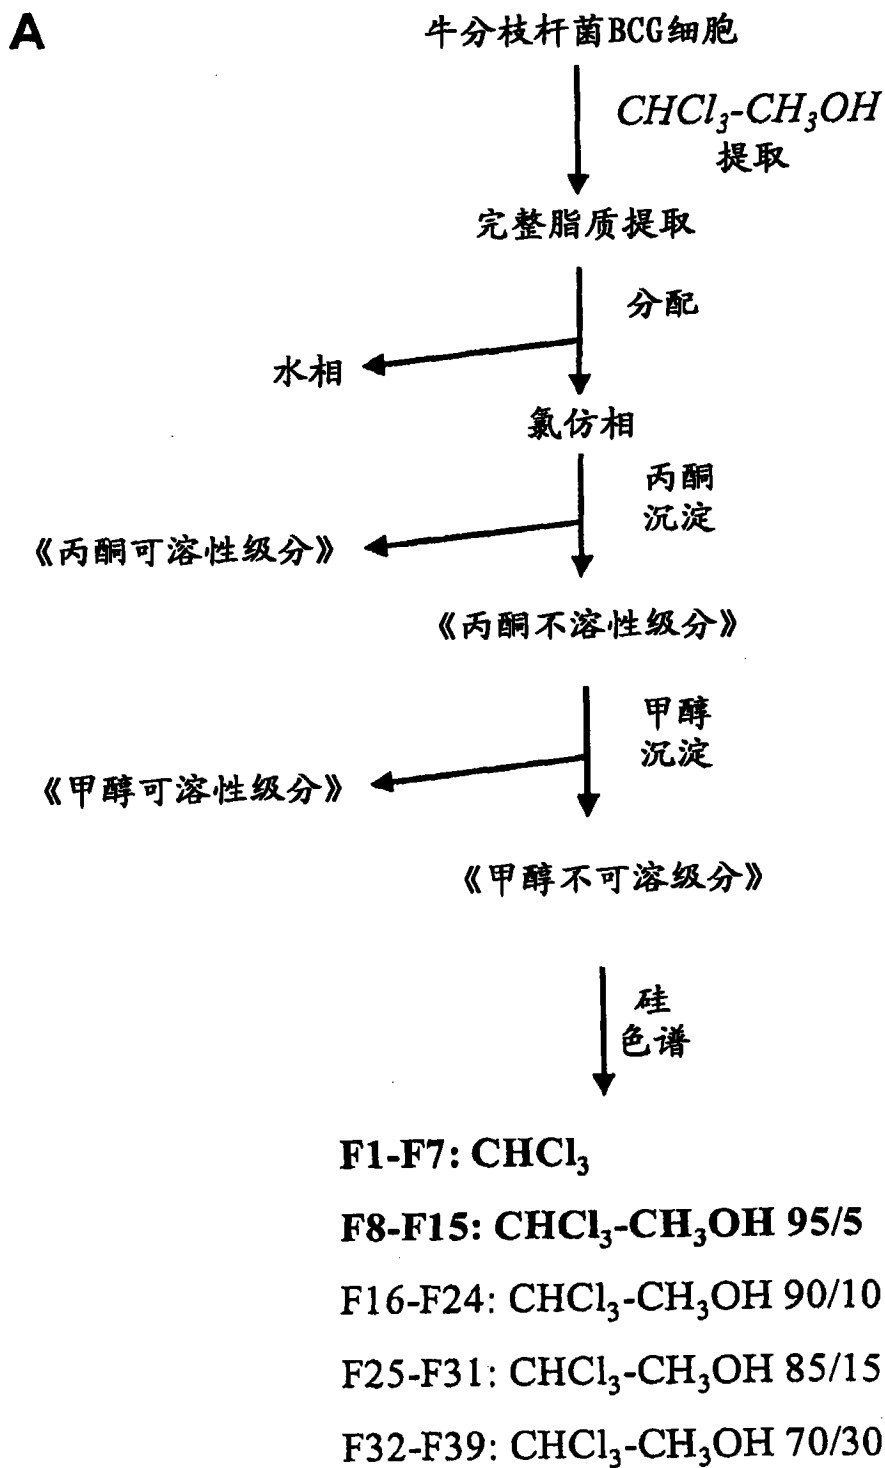 A
牛分枝杆菌BCG细胞
CHCl₃-CH₃OH
提取
完整脂质提取
分配
水相
氯仿相
丙酮
沉淀
《丙酮可溶性级分》
《丙酮不溶性级分》
甲醇
沉淀
《甲醇可溶性级分》
《甲醇不可溶级分》
硅
色谱
F1-F7: CHCl₃
F8-F15: CHCl₃-CH₃OH 95/5
F16-F24: CHCl₃-CH₃OH 90/10
F25-F31: CHCl₃-CH₃OH 85/15
F32-F39: CHCl₃-CH₃OH 70/30